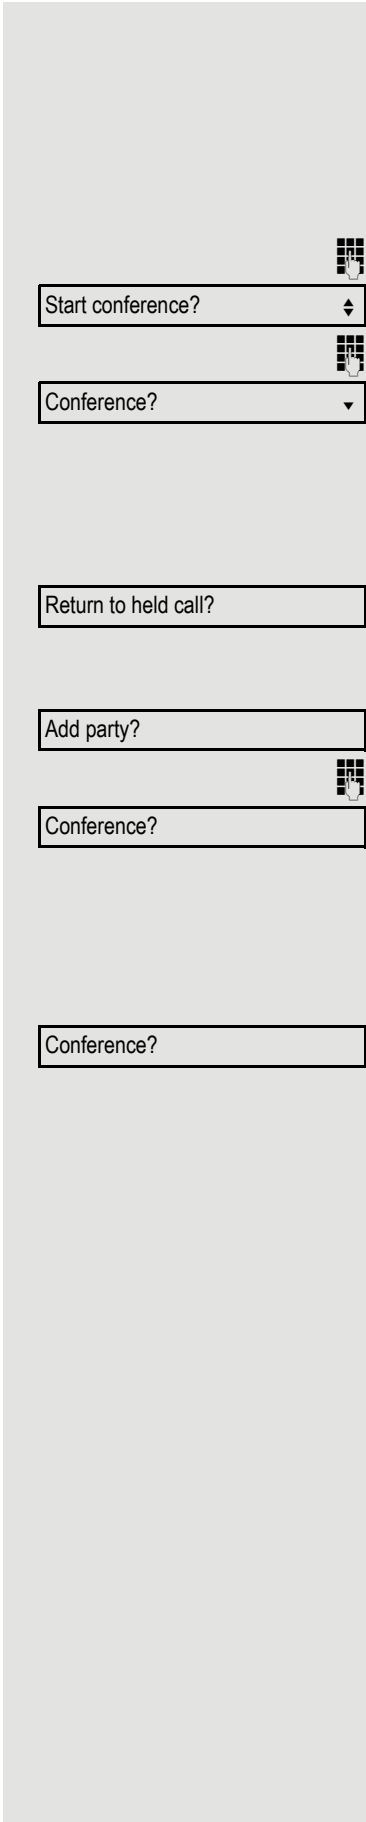 Start conference?
Conference?
Return to held call?
Add party?
Conference?
Conference?